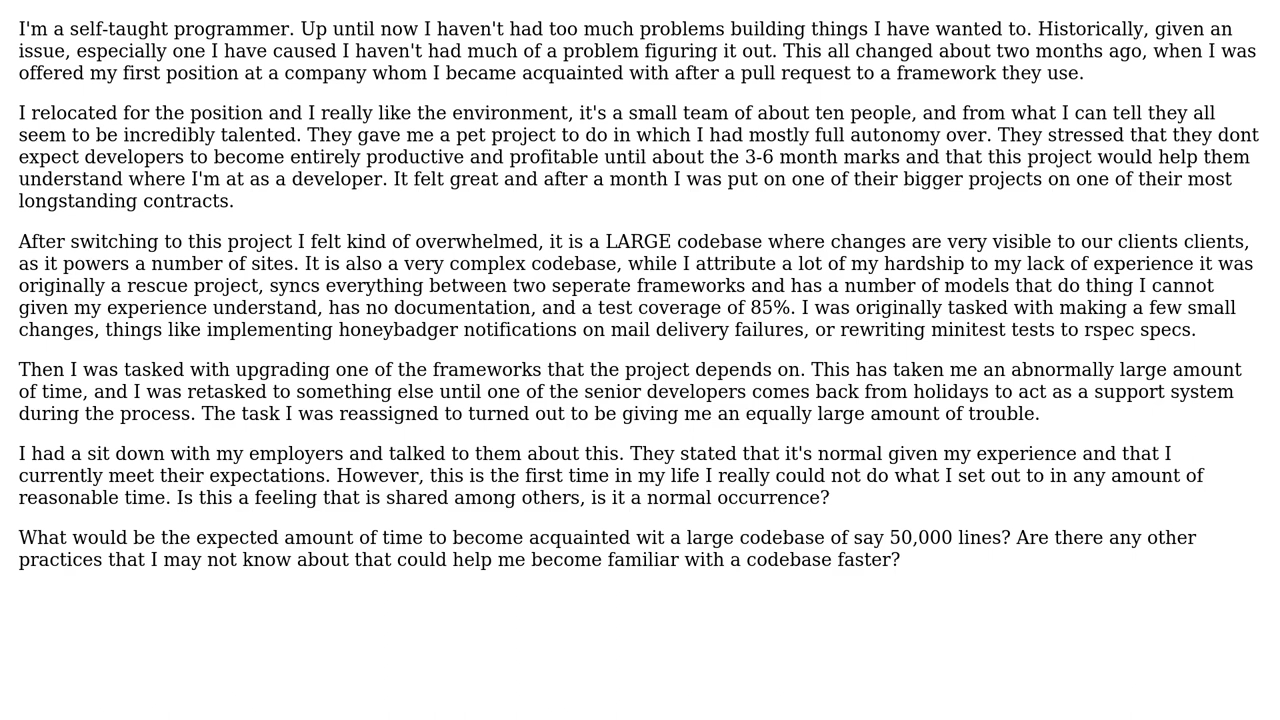 I'm a self-taught programmer. Up until now I haven't had too much problems building things I have wanted to. Historically, given an
issue, especially one I have caused I haven't had much of a problem figuring it out. This all changed about two months ago, when I was
offered my first position at a company whom I became acquainted with after a pull request to a framework they use.
I relocated for the position and I really like the environment, it's a small team of about ten people, and from what I can tell they all
seem to be incredibly talented. They gave me a pet project to do in which I had mostly full autonomy over. They stressed that they dont
expect developers to become entirely productive and profitable until about the 3-6 month marks and that this project would help them
understand where I'm at as a developer. It felt great and after a month I was put on one of their bigger projects on one of their most
longstanding contracts.
After switching to this project I felt kind of overwhelmed, it is a LARGE codebase where changes are very visible to our clients clients,
as it powers a number of sites. It is also a very complex codebase, while I attribute a lot of my hardship to my lack of experience it was
originally a rescue project, syncs everything between two seperate frameworks and has a number of models that do thing I cannot
given my experience understand, has no documentation, and a test coverage of 85%. I was originally tasked with making a few small
changes, things like implementing honeybadger notifications on mail delivery failures, or rewriting minitest tests to rspec specs.
Then I was tasked with upgrading one of the frameworks that the project depends on. This has taken me an abnormally large amount
of time, and I was retasked to something else until one of the senior developers comes back from holidays to act as a support system
during the process. The task I was reassigned to turned out to be giving me an equally large amount of trouble.
I had a sit down with my employers and talked to them about this. They stated that it's normal given my experience and that I
currently meet their expectations. However, this is the first time in my life I really could not do what I set out to in any amount of
reasonable time. Is this a feeling that is shared among others, is it a normal occurrence?
What would be the expected amount of time to become acquainted wit a large codebase of say 50,000 lines? Are there any other
practices that I may not know about that could help me become familiar with a codebase faster?